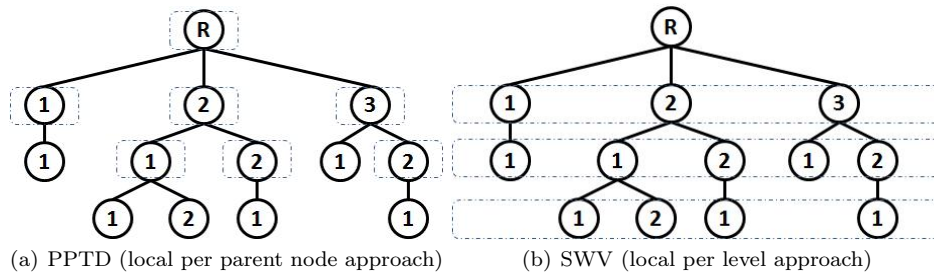 R R
1 2 3 1 2 3
1 1 2 1 2 1 1 2 1 2
1 2 1 1 1 2 1 1
(a) PPTD (local per parent node approach) (b) SWV (local per level approach)